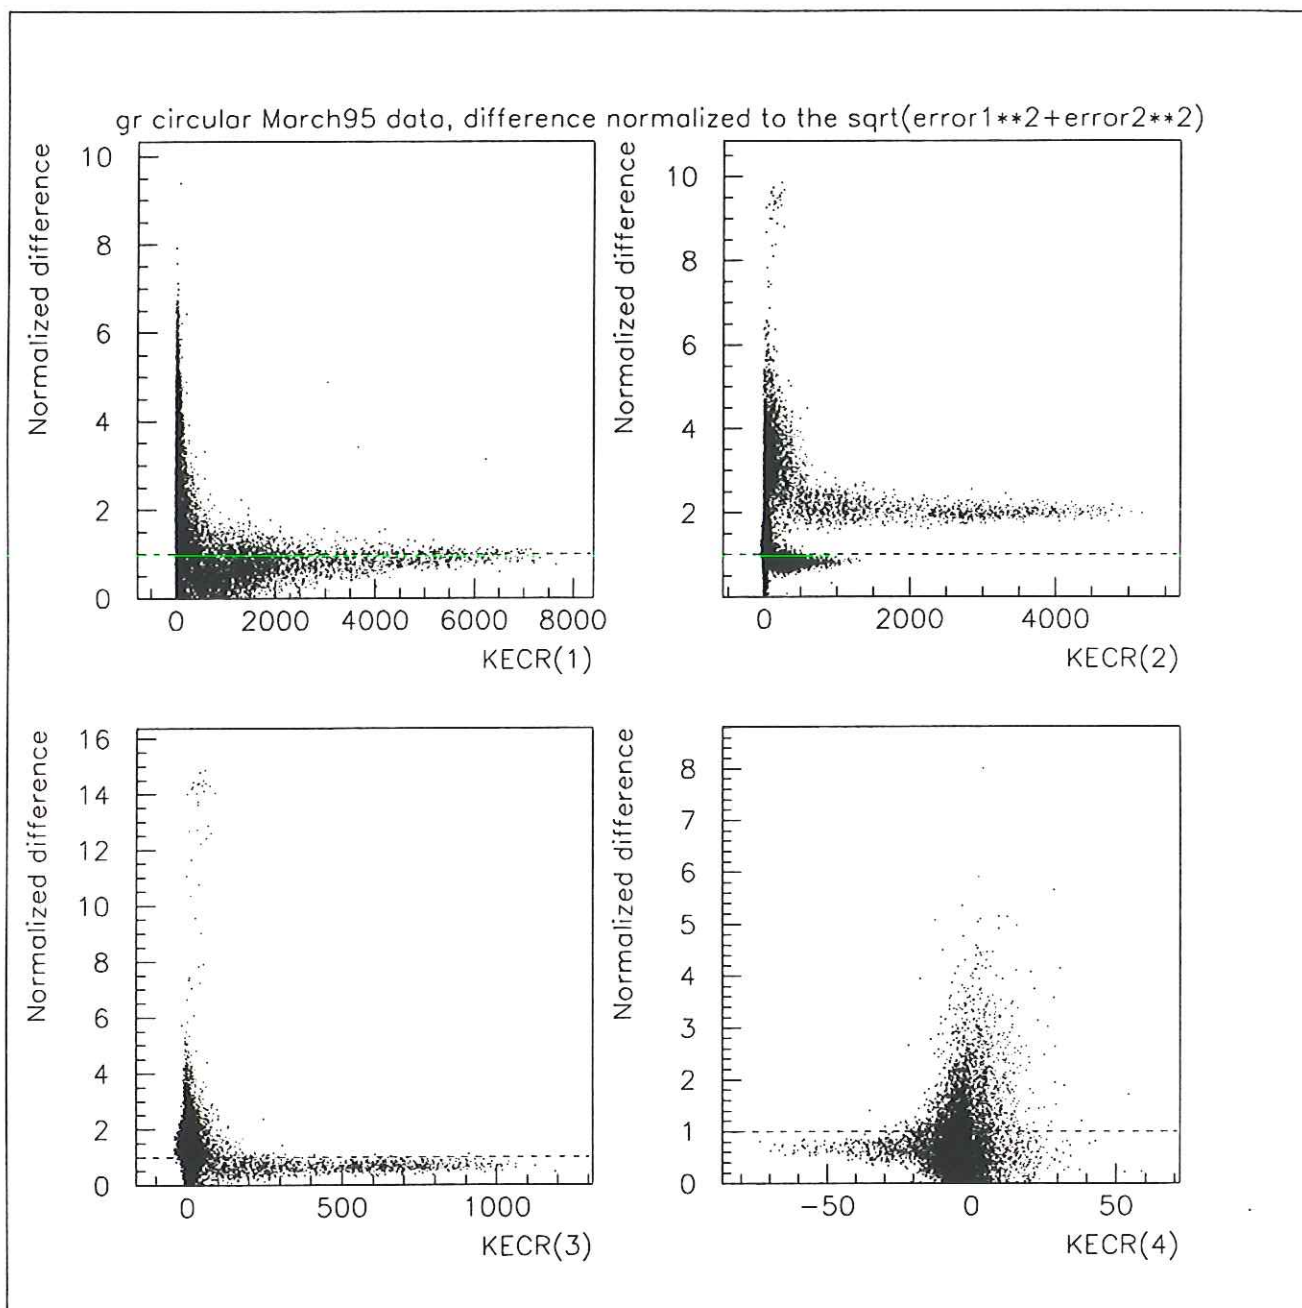 gr circular March95 data, difference normalized to the sqrt(error1**2+error2**2)
Normalized difference
10
8
6
4
2
0
0 2000 4000 6000 8000
KECR(1)
Normalized difference
10
8
6
4
2
0 2000 4000
KECR(2)
Normalized difference
16
14
12
10
8
6
4
2
0
0 500 1000
KECR(3)
Normalized difference
8
7
6
5
4
3
2
1
0
-50 0 50
KECR(4)